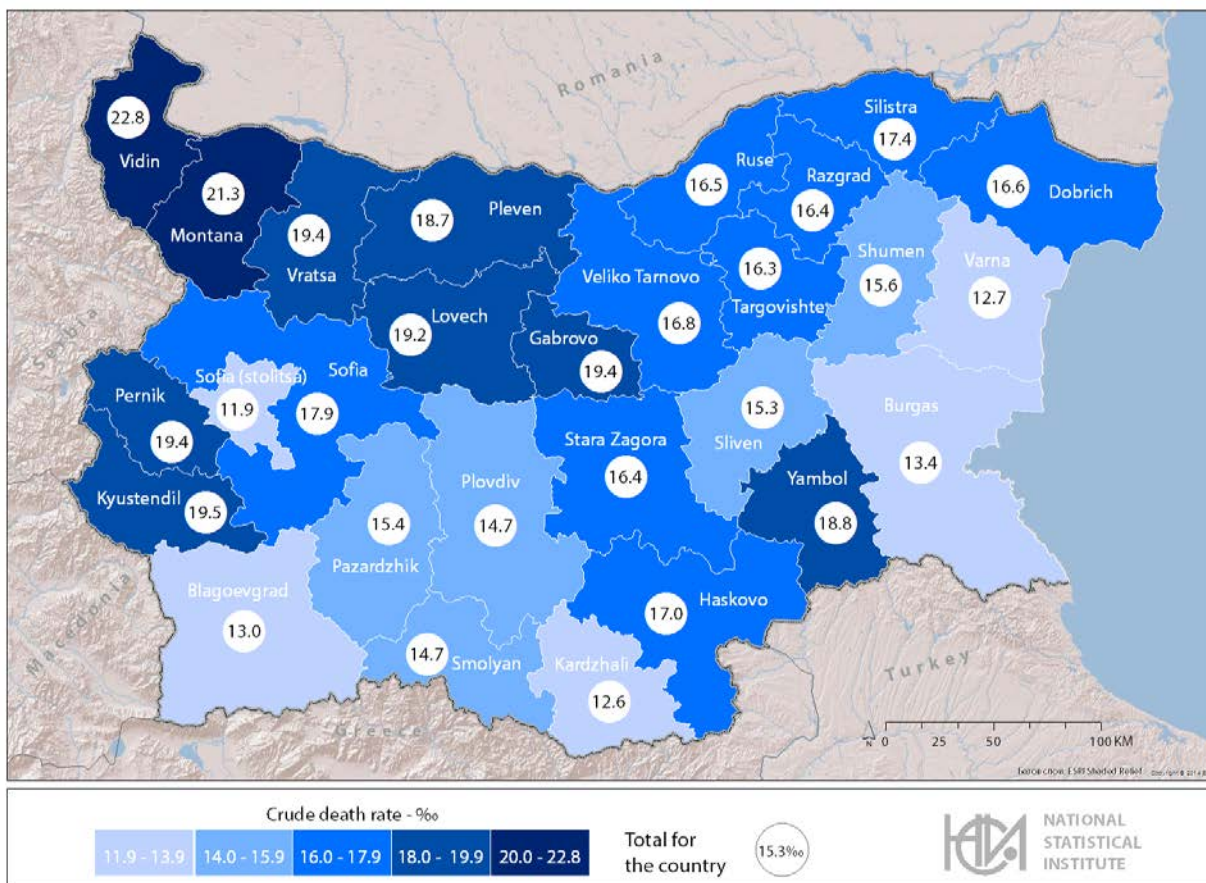 Romania
22.8
Vidin
21.3
Montana
19.4
Vratsa
18.7
Pleven
19.2
Lovech
Gabrovo
19.4
Veliko Tarnovo
16.8
16.5
Ruse
Razgrad
16.4
Silistra
17.4
16.6
Dobrich
16.3
Targovishte
Shumen
15.6
Varna
12.7
Serbia
Sofia (stolitsa)
11.9
Sofia
17.9
Pernik
19.4
Kyustendil
19.5
15.4
Pazardzhik
Plovdiv
14.7
Stara Zagora
16.4
15.3
Sliven
Yambol
18.8
Burgas
13.4
Macedonia
Blagoevgrad
13.0
14.7
Smolyan
Kardzhali
12.6
17.0
Haskovo
Greece
Turkey
N
0 25 50 100 KM
ESRI Shaded Relief
Crude death rate - ‰
11.9 - 13.9 14.0 - 15.9 16.0 - 17.9 18.0 - 19.9 20.0 - 22.8
Total for
the country
15.3‰
NATIONAL
STATISTICAL
INSTITUTE